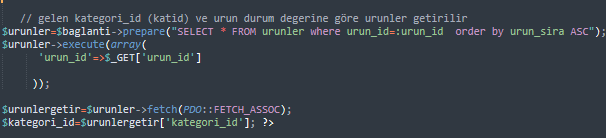 // gelen kategori_id (katid) ve urun durum degerine göre urunler getirilir
$urunler=$baglanti->prepare("SELECT * FROM urunler where urun_id=:urun_id  order by urun_sira ASC");
$urunler->execute(array(
'urun_id'=>$_GET['urun_id']
));
$urunlergetir=$urunler->fetch(PDO::FETCH_ASSOC);
$kategori_id=$urunlergetir['kategori_id']; ?>